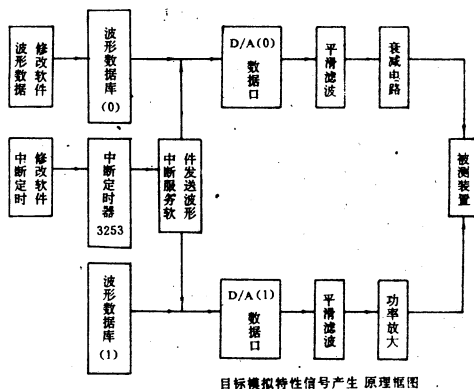 波形数据
修改软件
波形数据库
(0)
D/A(0)
数据口
平滑滤波
衰减电路
中断定时
修改软件
中断定时器
3253
中断服务软
件发送波形
被测装置
波形数据库
(1)
D/A(1)
数据口
平滑滤波
功率放大
目标模拟特性信号产生 原理框图